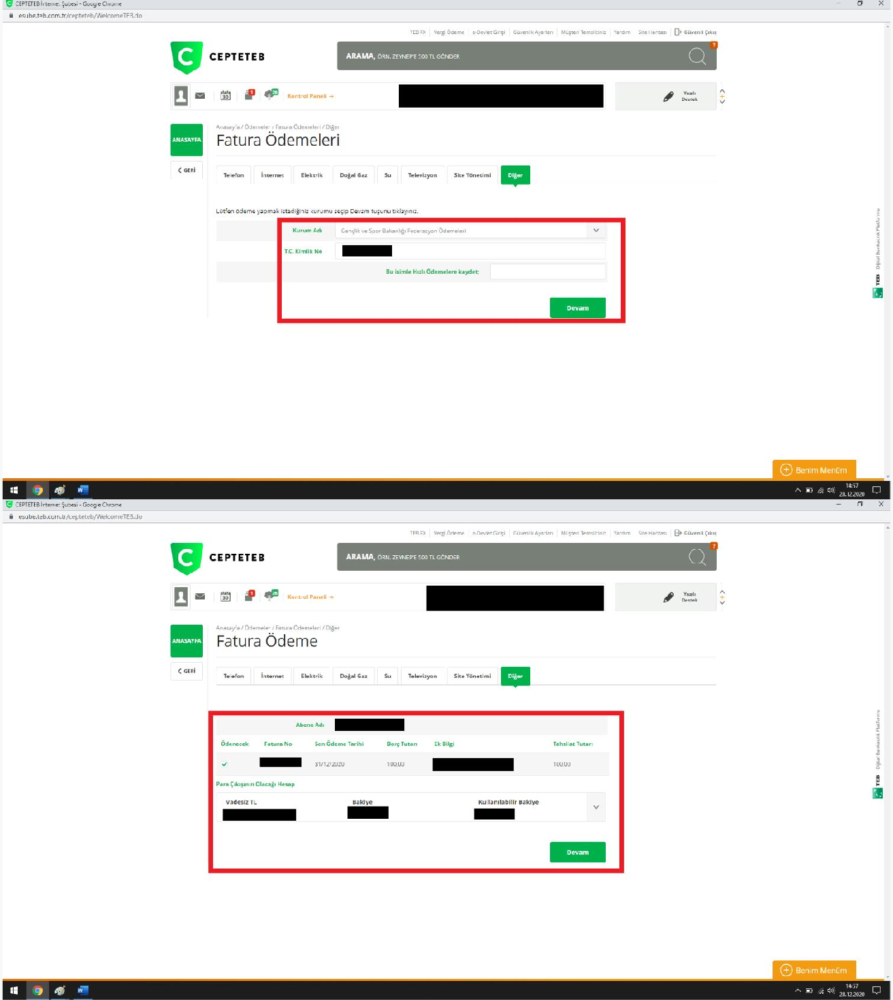 CEPTETEB İnternet Şubesi - Google Chrome
esube.teb.com.tr/cepteteb/WelcomeTEB.do
TEB FX | Vergi Ödeme | e-Devlet Girişi | Güvenlik Ayarları | Müşteri Temsilciniz | Yardım Site Haritası | Güvenli Çıkış
CEPTETEB
ARAMA, ÖRN. ZEYNEP'E 500 TL GÖNDER
?
30
1
26
Kontrol Paneli →
Yazılı
Destek
ANASAYFA
Anasayfa / Ödemeler / Fatura Ödemeleri / Diğer
Fatura Ödemeleri
GERİ
Telefon İnternet Elektrik Doğal Gaz Su Televizyon Site Yönetimi Diğer
Lütfen ödeme yapmak istediğiniz kurumu seçip Devam tuşunu tıklayınız.
Kurum Adı Gençlik ve Spor Bakanlığı Federasyon Ödemeleri
T.C. Kimlik No
Bu isimle Hızlı Ödemelere kaydet:
Devam
TEB Dijital Bankacılık Platformu
Benim Menüm
14:57
28.12.2020
CEPTETEB İnternet Şubesi - Google Chrome
esube.teb.com.tr/cepteteb/WelcomeTEB.do
TEB FX | Vergi Ödeme | e-Devlet Girişi | Güvenlik Ayarları | Müşteri Temsilciniz | Yardım Site Haritası | Güvenli Çıkış
CEPTETEB
ARAMA, ÖRN. ZEYNEP'E 500 TL GÖNDER
?
30
1
26
Kontrol Paneli →
Yazılı
Destek
ANASAYFA
Anasayfa / Ödemeler / Fatura Ödemeleri / Diğer
Fatura Ödeme
GERİ
Telefon İnternet Elektrik Doğal Gaz Su Televizyon Site Yönetimi Diğer
Abone Adı
Ödenecek Fatura No Son Ödeme Tarihi Borç Tutarı Ek Bilgi Tahsilat Tutarı
31/12/2020 100,00 100,00
Para Çıkışının Olacağı Hesap
Vadesiz TL Bakiye Kullanılabilir Bakiye
Devam
TEB Dijital Bankacılık Platformu
Benim Menüm
14:57
28.12.2020